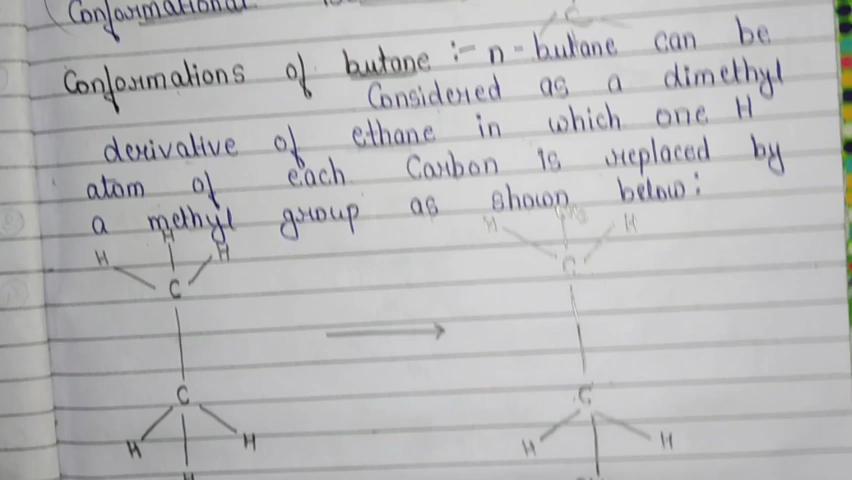 Conformational
Conformations of butane :- n-butane can be
Considered as a dimethyl
derivative of ethane in which one H
atom of each Carbon is replaced by
a methyl group as shown below:
H H H H H
C C
C C
H H H H
H